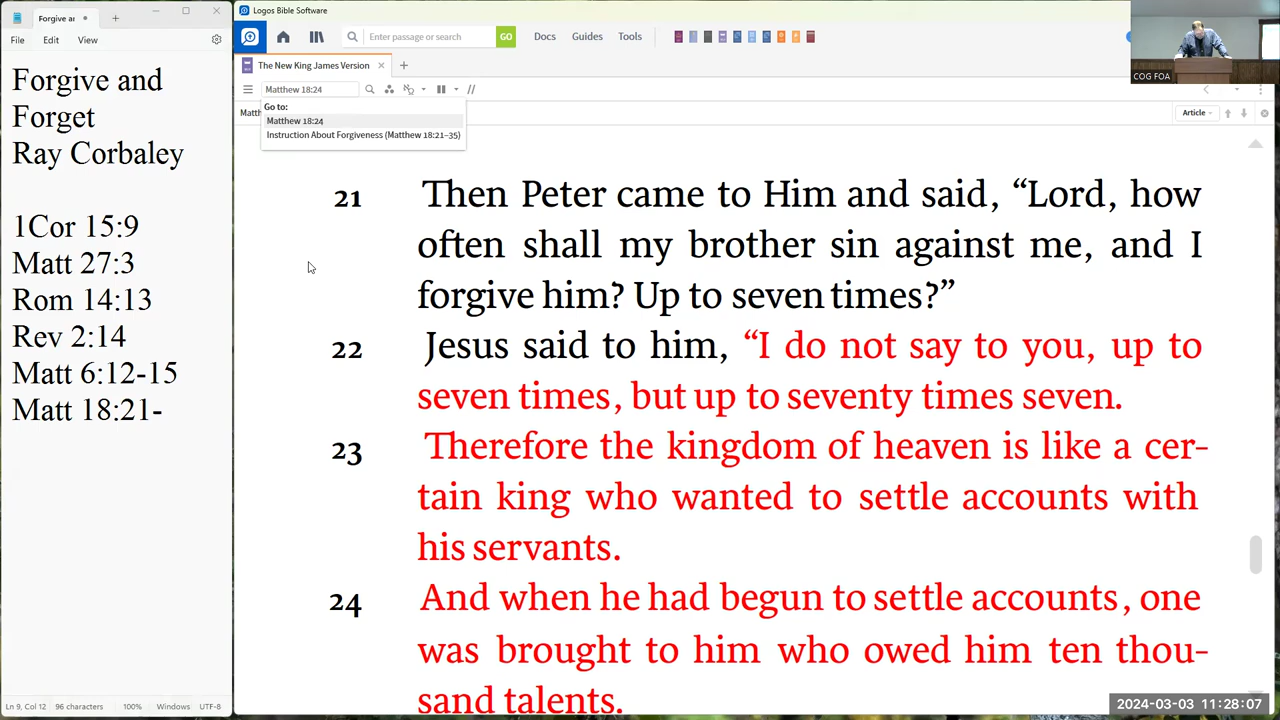 Forgive ar
File
Edit
View
Forgive and
Forget
Ray Corbaley
1Cor 15:9
Matt 27:3
Rom 14:13
Rev 2:14
Matt 6:12-15
Matt 18:21-
Ln 9, Col 12
96 characters
100%
Windows
UTF-8
Logos Bible Software
Enter passage or search
GO
Docs
Guides
Tools
The New King James Version
Matthew 18:24
Go to:
Matthew 18:24
Instruction About Forgiveness (Matthew 18:21–35)
Matth
Article
COG FOA
21 Then Peter came to Him and said, “Lord, how
often shall my brother sin against me, and I
forgive him? Up to seven times?”
22 Jesus said to him, “I do not say to you, up to
seven times, but up to seventy times seven.
23 Therefore the kingdom of heaven is like a cer-
tain king who wanted to settle accounts with
his servants.
24 And when he had begun to settle accounts, one
was brought to him who owed him ten thou-
sand talents.
2024-03-03 11:28:07